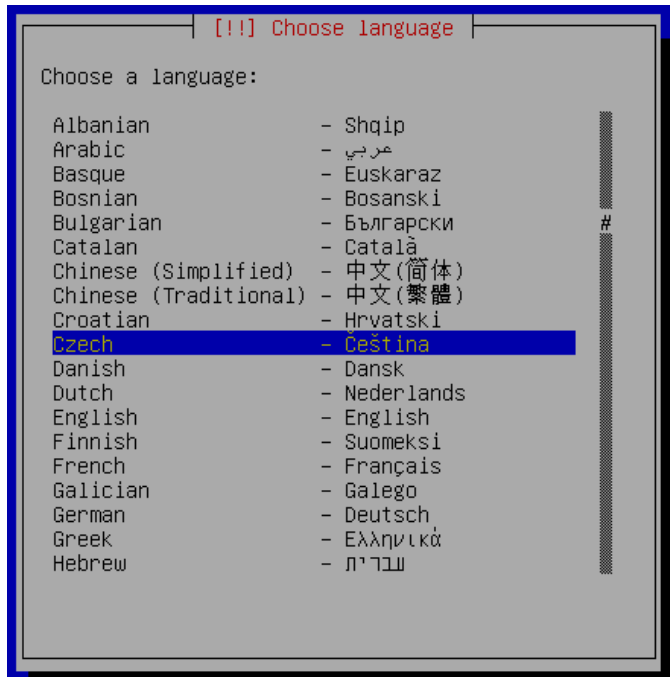 [!!] Choose language
Choose a language:
Albanian - Shqip
Arabic - عربي
Basque - Euskaraz
Bosnian - Bosanski
Bulgarian - Български
Catalan - Català
Chinese (Simplified) - 中文(简体)
Chinese (Traditional) - 中文(繁體)
Croatian - Hrvatski
Czech - Čeština
Danish - Dansk
Dutch - Nederlands
English - English
Finnish - Suomeksi
French - Français
Galician - Galego
German - Deutsch
Greek - Ελληνικά
Hebrew - עברית
#